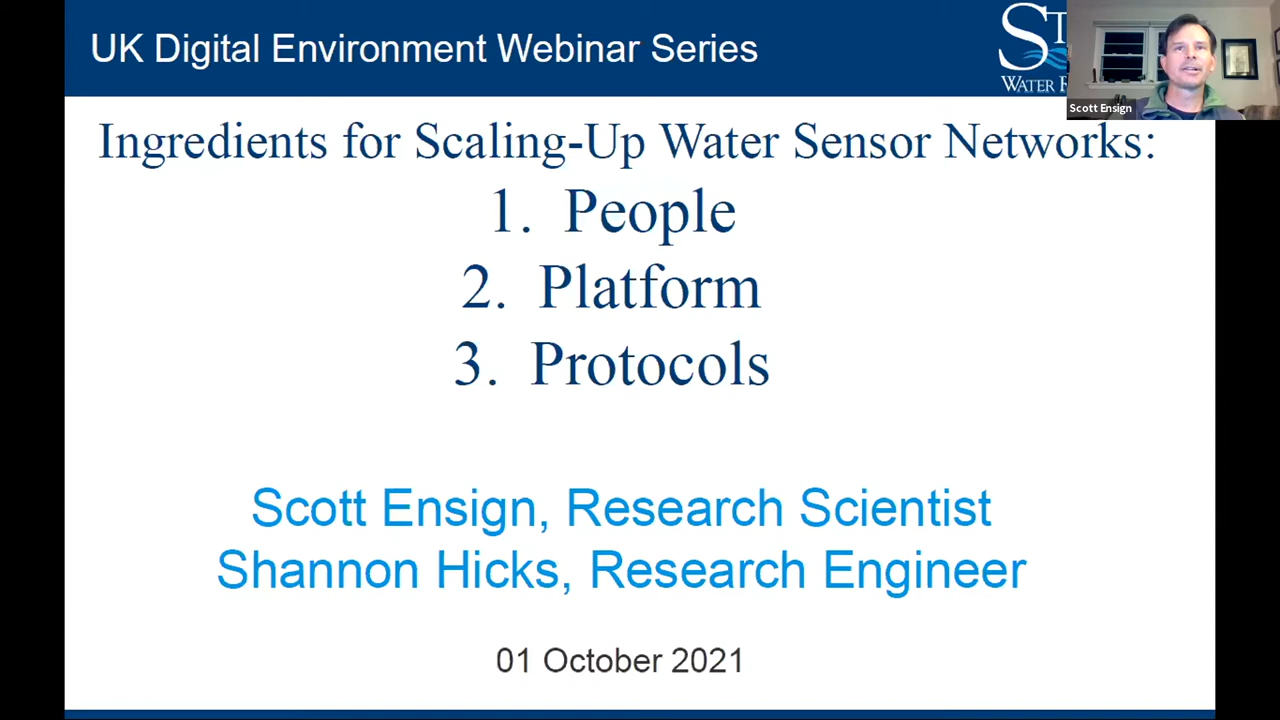 UK Digital Environment Webinar Series
Scott Ensign
Ingredients for Scaling-Up Water Sensor Networks:
1. People
2. Platform
3. Protocols
Scott Ensign, Research Scientist
Shannon Hicks, Research Engineer
01 October 2021
WATER